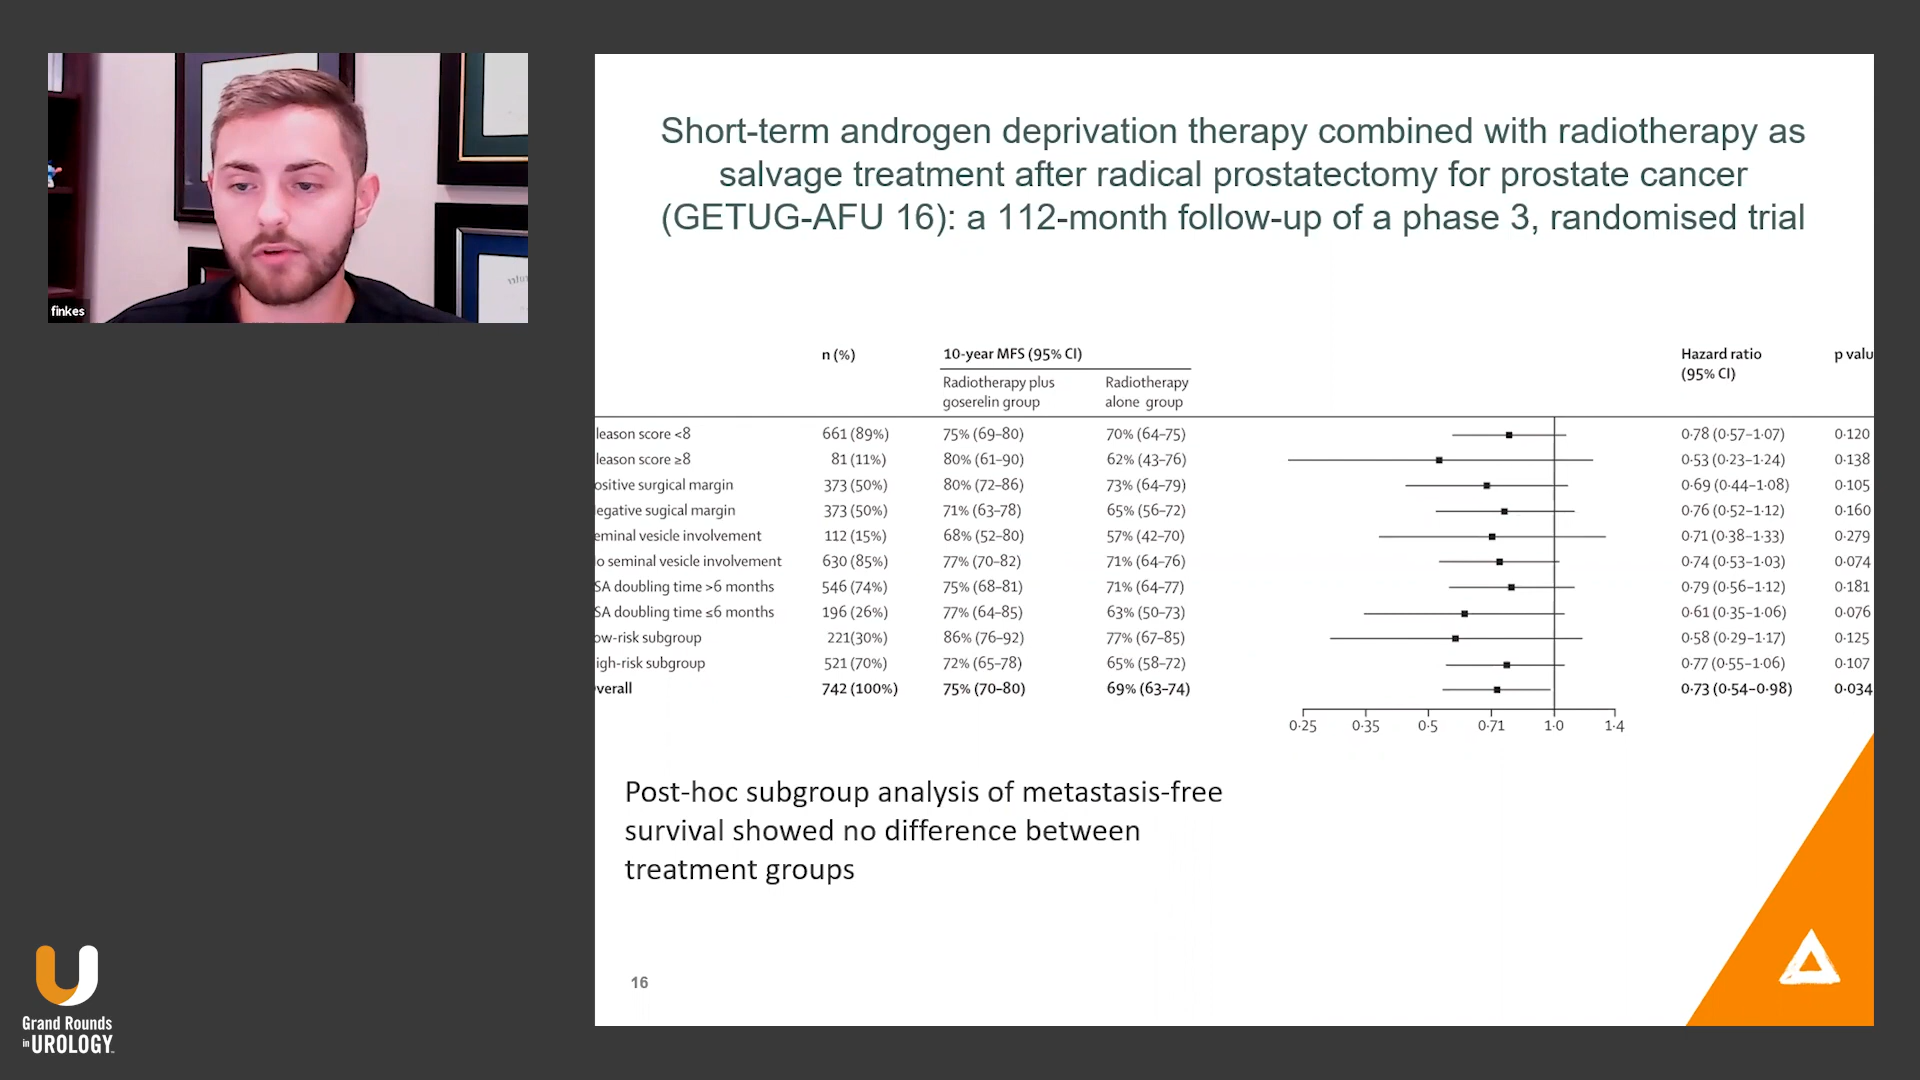 finkes
Short-term androgen deprivation therapy combined with radiotherapy as
salvage treatment after radical prostatectomy for prostate cancer
(GETUG-AFU 16): a 112-month follow-up of a phase 3, randomised trial
n (%) 10-year MFS (95% CI) Hazard ratio p valu
(95% CI)
Radiotherapy plus Radiotherapy
goserelin group alone group
leason score <8 661 (89%) 75% (69–80) 70% (64–75) 0·78 (0·57–1·07) 0·120
leason score ≥8 81 (11%) 80% (61–90) 62% (43–76) 0·53 (0·23–1·24) 0·138
ositive surgical margin 373 (50%) 80% (72–86) 73% (64–79) 0·69 (0·44–1·08) 0·105
egative sugical margin 373 (50%) 71% (63–78) 65% (56–72) 0·76 (0·52–1·12) 0·160
eminal vesicle involvement 112 (15%) 68% (52–80) 57% (42–70) 0·71 (0·38–1·33) 0·279
o seminal vesicle involvement 630 (85%) 77% (70–82) 71% (64–76) 0·74 (0·53–1·03) 0·074
SA doubling time >6 months 546 (74%) 75% (68–81) 71% (64–77) 0·79 (0·56–1·12) 0·181
SA doubling time ≤6 months 196 (26%) 77% (64–85) 63% (50–73) 0·61 (0·35–1·06) 0·076
ow-risk subgroup 221(30%) 86% (76–92) 77% (67–85) 0·58 (0·29–1·17) 0·125
igh-risk subgroup 521 (70%) 72% (65–78) 65% (58–72) 0·77 (0·55–1·06) 0·107
verall 742 (100%) 75% (70–80) 69% (63–74) 0·73 (0·54–0·98) 0·034
0·25 0·35 0·5 0·71 1·0 1·4
Post-hoc subgroup analysis of metastasis-free
survival showed no difference between
treatment groups
16
Grand Rounds
in UROLOGY